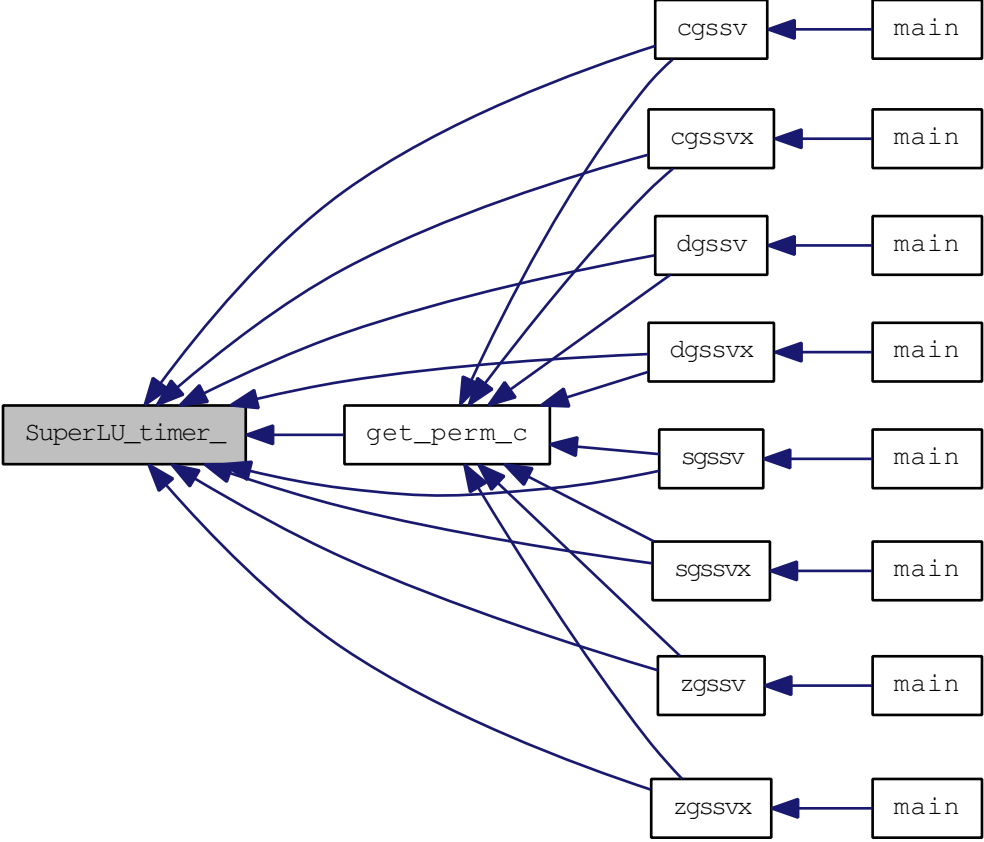 cgssv main
cgssvx main
dgssv main
dgssvx main
SuperLU_timer_ get_perm_c
sgssv main
sgssvx main
zgssv main
zgssvx main